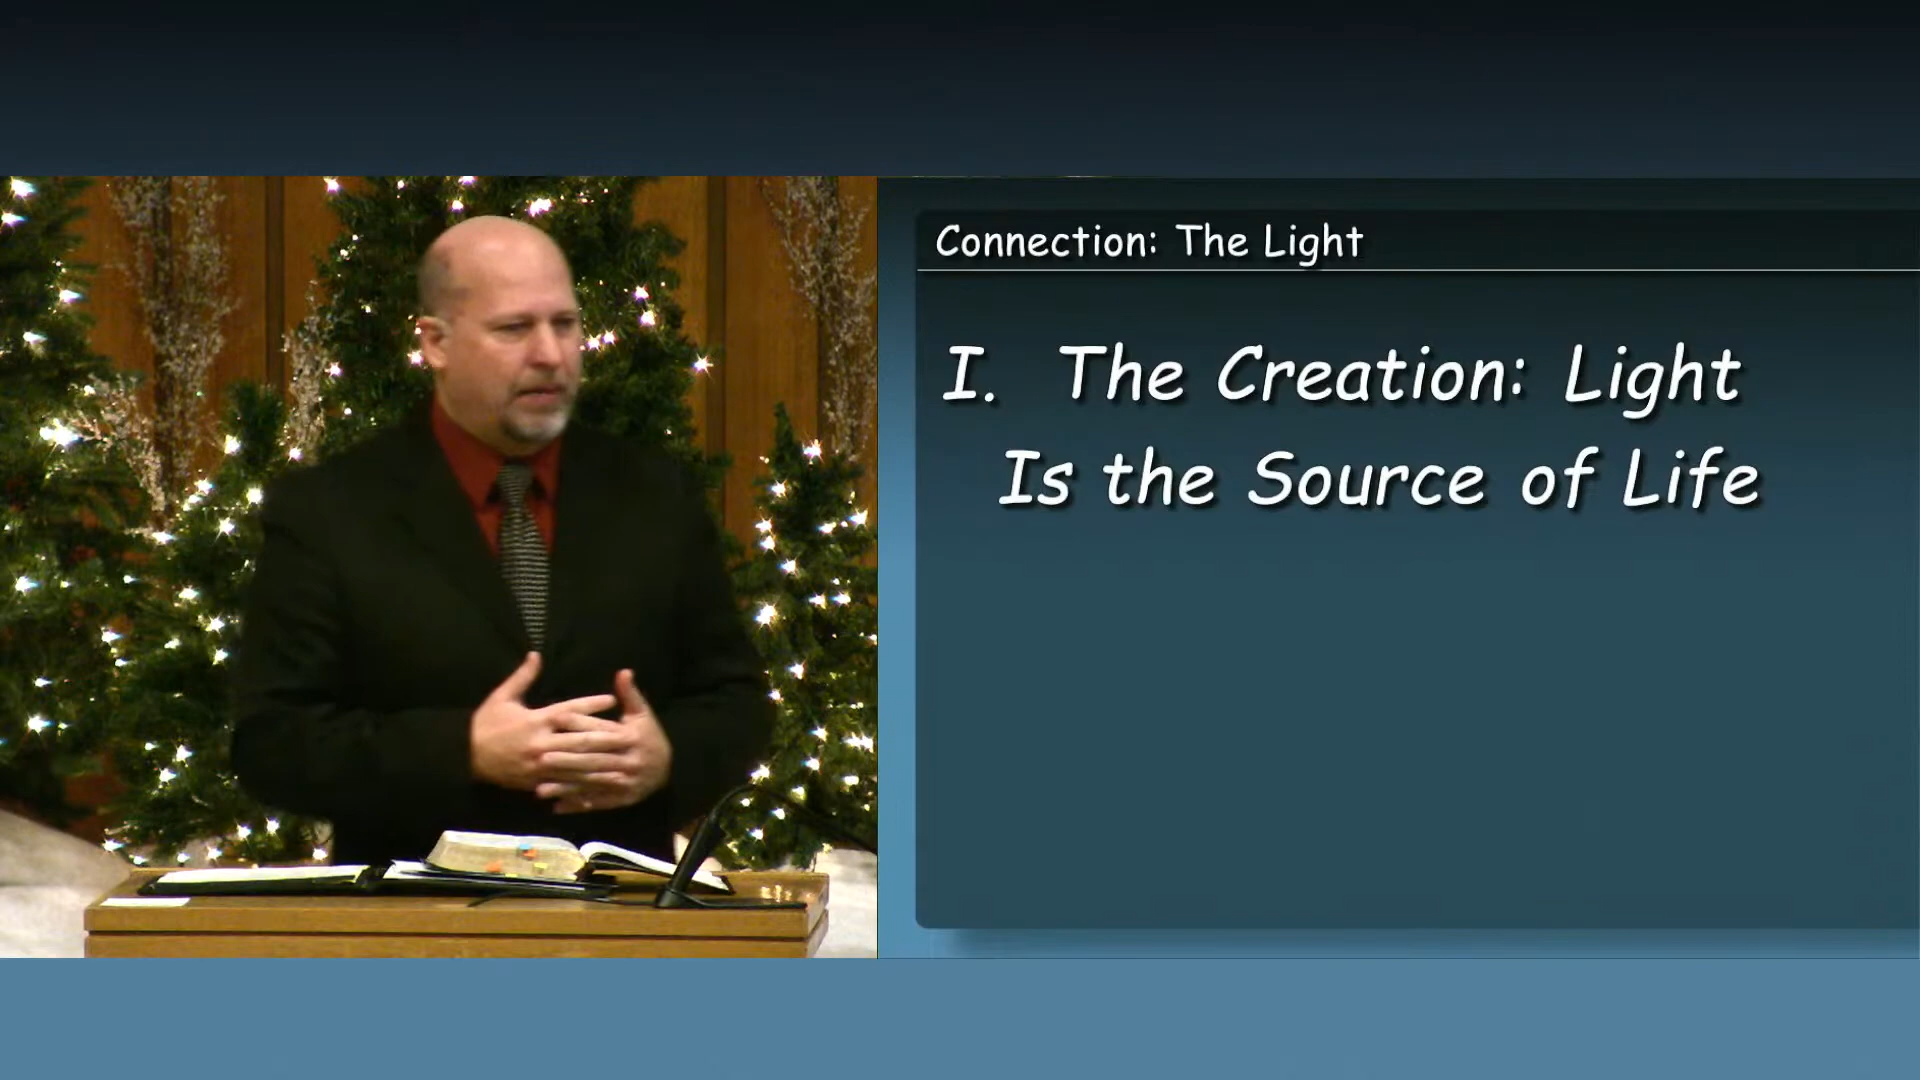 Connection: The Light
I. The Creation: Light
Is the Source of Life